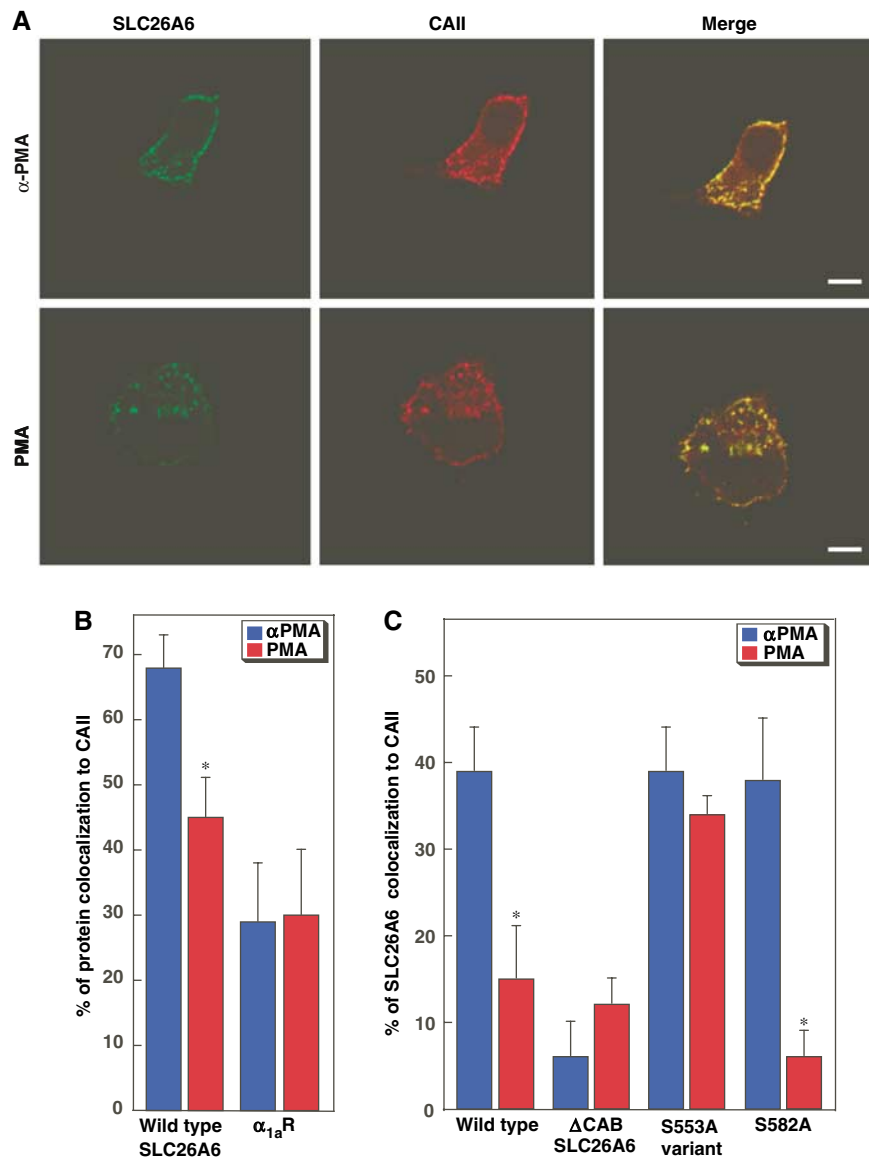 A
SLC26A6 CAII Merge
α-PMA
PMA
B
αPMA
PMA
% of protein colocalization to CAII
70
60
50
40
30
20
10
0
*
Wild type SLC26A6
α1aR
C
αPMA
PMA
% of SLC26A6 colocalization to CAII
50
40
30
20
10
0
*
*
Wild type
ΔCAB SLC26A6
S553A variant
S582A